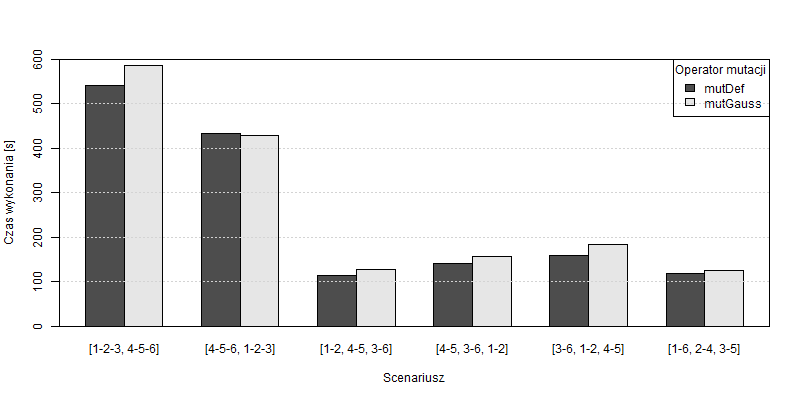 600
500
400
300
200
100
0
Czas wykonania [s]
Operator mutacji
mutDef
mutGauss
[1-2-3, 4-5-6]
[4-5-6, 1-2-3]
[1-2, 4-5, 3-6]
[4-5, 3-6, 1-2]
[3-6, 1-2, 4-5]
[1-6, 2-4, 3-5]
Scenariusz